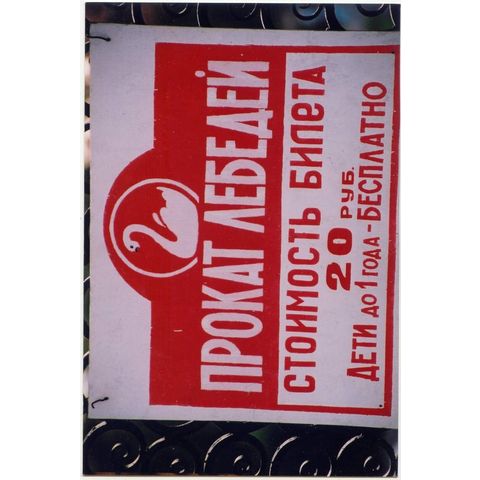 ПРОКАТ ЛЕБЕДЕЙ
СТОИМОСТЬ БИЛЕТА
20 РУБ.
ДЕТИ ДО 1 ГОДА - БЕСПЛАТНО